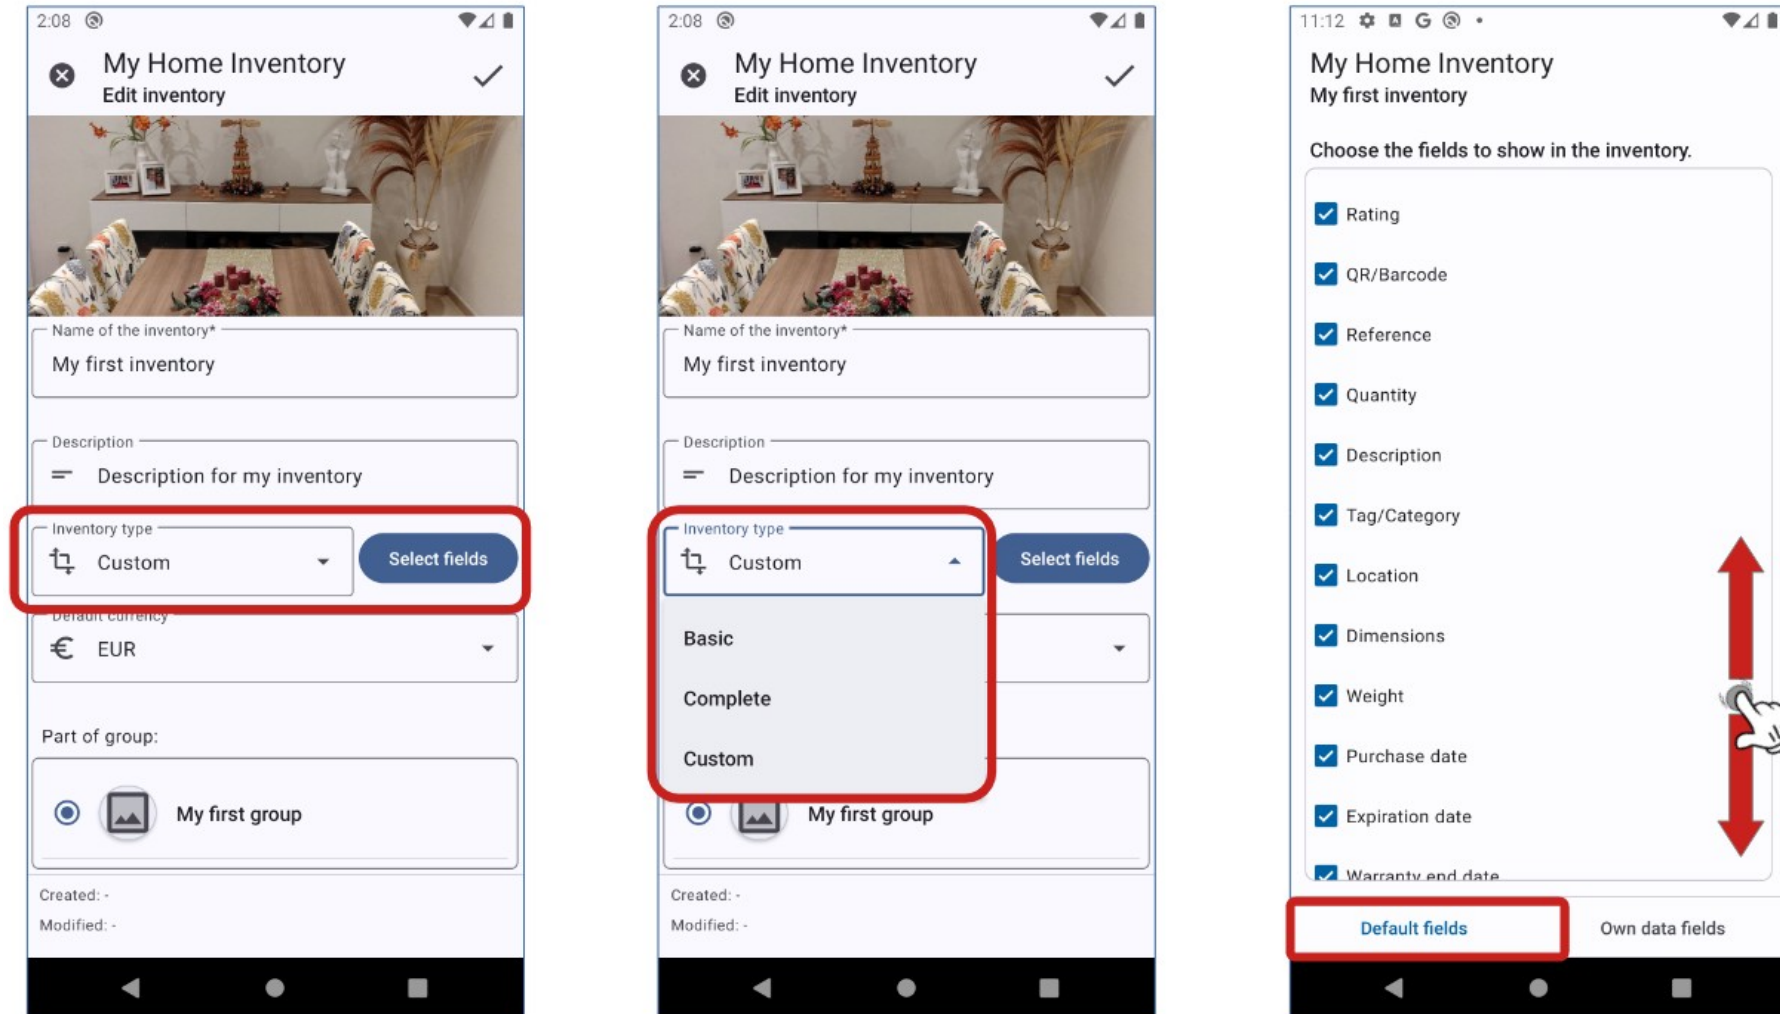 2:08
My Home Inventory
Edit inventory
Name of the inventory*
My first inventory
Description
Description for my inventory
Inventory type
Custom
Select fields
Default currency
€ EUR
Part of group:
My first group
Created: -
Modified: -
2:08
My Home Inventory
Edit inventory
Name of the inventory*
My first inventory
Description
Description for my inventory
Inventory type
Custom
Select fields
Basic
Complete
Custom
My first group
Created: -
Modified: -
11:12 G
My Home Inventory
My first inventory
Choose the fields to show in the inventory.
Rating
QR/Barcode
Reference
Quantity
Description
Tag/Category
Location
Dimensions
Weight
Purchase date
Expiration date
Warranty end date
Default fields
Own data fields